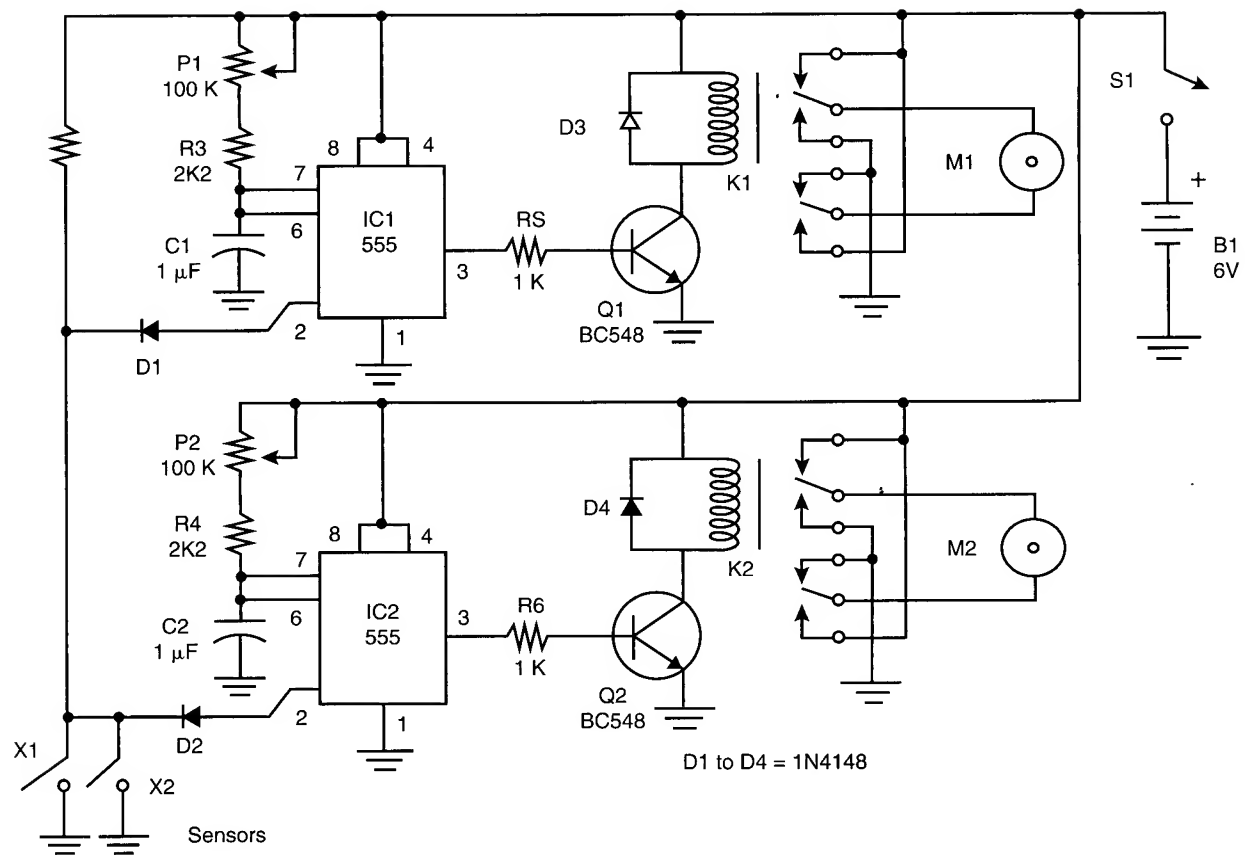 P1
100 K
R3
2K2
C1
1 μF
8
4
7
6
IC1
555
3
2
1
D1
RS
1 K
D3
K1
Q1
BC548
M1
S1
+
B1
6V
P2
100 K
R4
2K2
C2
1 μF
8
4
7
6
IC2
555
3
2
1
D2
R6
1 K
D4
K2
Q2
BC548
M2
D1 to D4 = 1N4148
X1
X2
Sensors